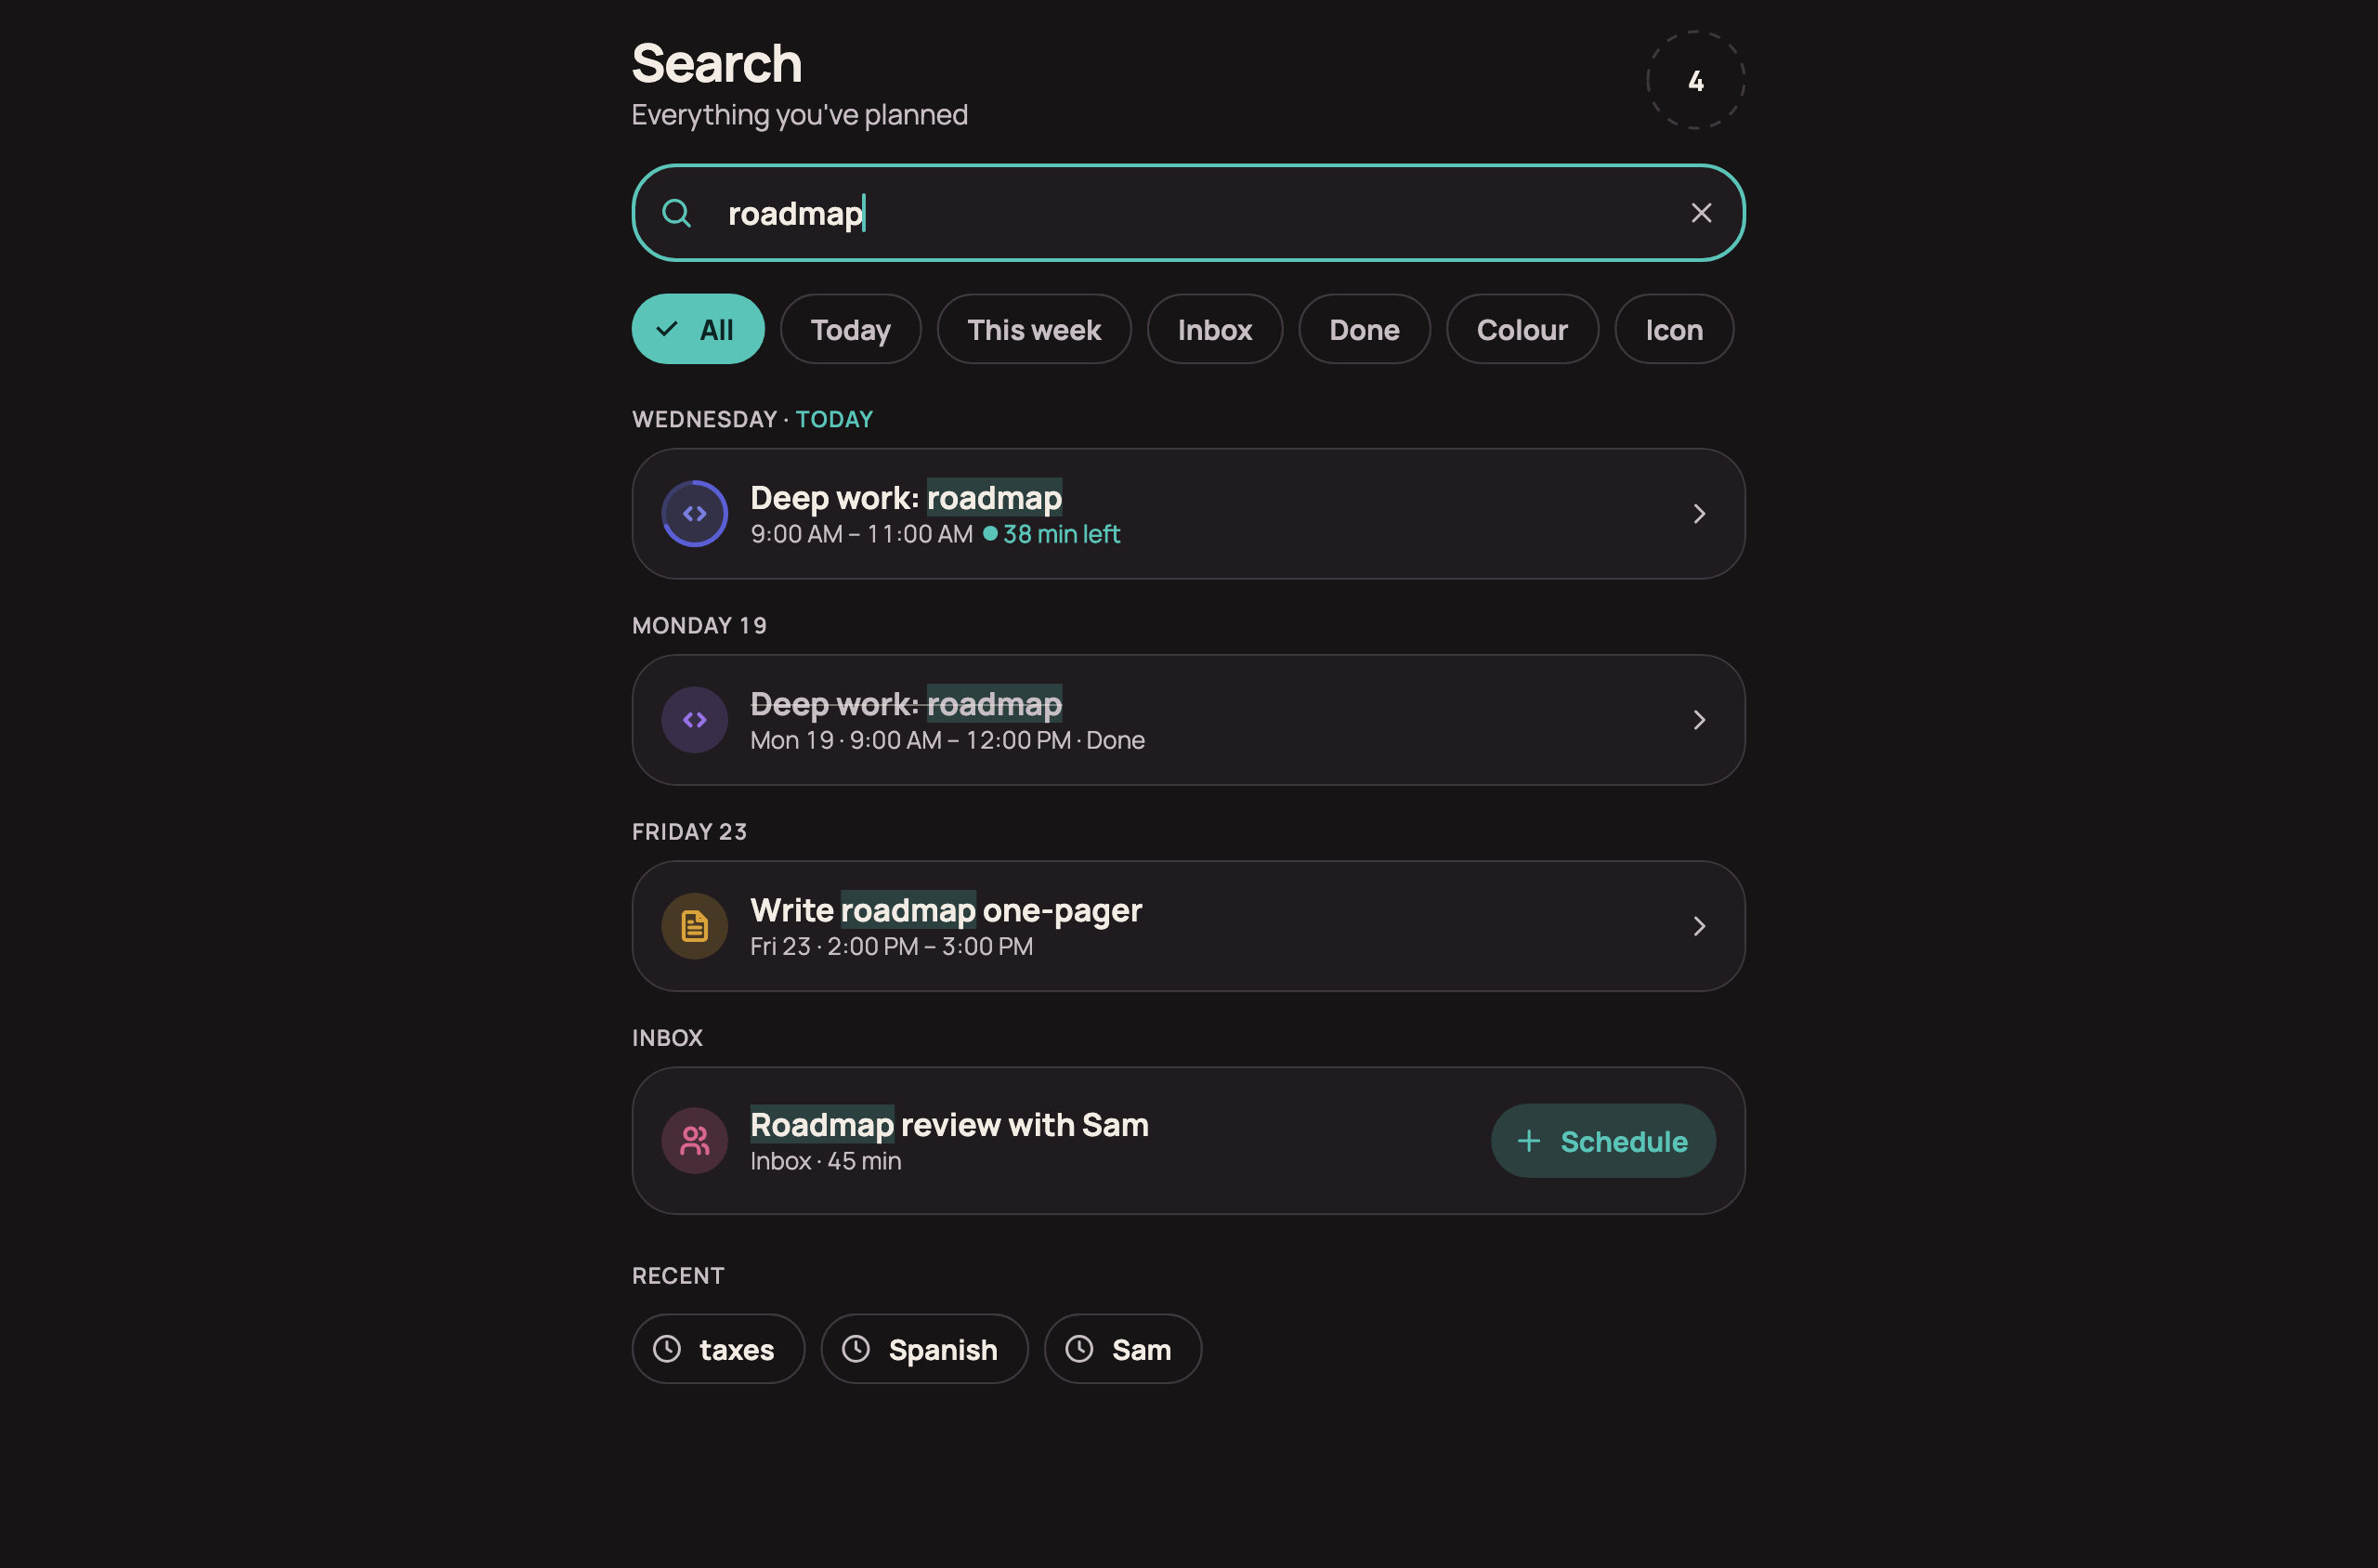 Search
4
Everything you've planned
roadmap
All
Today
This week
Inbox
Done
Colour
Icon
WEDNESDAY · TODAY
Deep work: roadmap
9:00 AM – 11:00 AM
38 min left
MONDAY 19
Deep work: roadmap
Mon 19 · 9:00 AM – 12:00 PM · Done
FRIDAY 23
Write roadmap one-pager
Fri 23 · 2:00 PM – 3:00 PM
INBOX
Roadmap review with Sam
Inbox · 45 min
Schedule
RECENT
taxes
Spanish
Sam